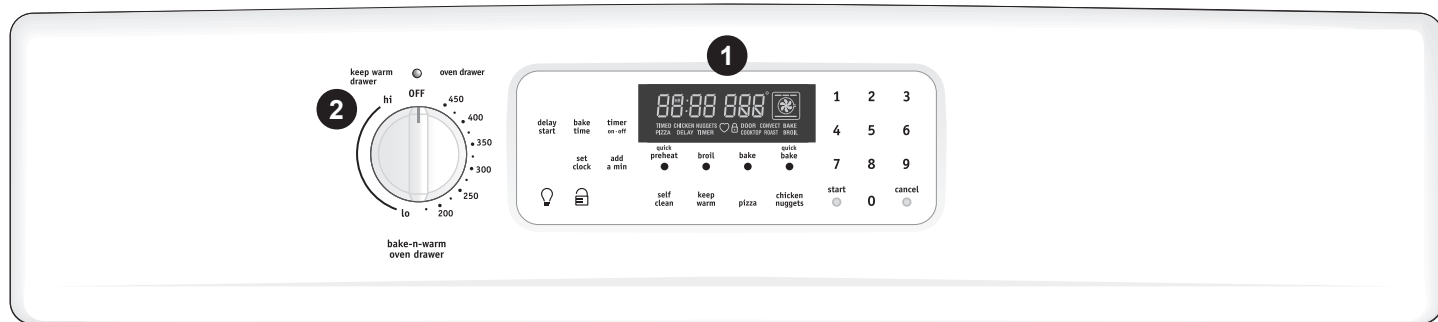 1
keep warm
drawer
oven drawer
2
hi
OFF
450
400
350
300
250
200
lo
bake-n-warm
oven drawer
delay
start
bake
time
timer
on - off
set
clock
add
a min
88:88 888°
TIMED CHICKEN NUGGETS DOOR CONVECT BAKE
PIZZA DELAY TIMER COOKTOP ROAST BROIL
quick
preheat
broil
bake
quick
bake
self
clean
keep
warm
pizza
chicken
nuggets
1 2 3
4 5 6
7 8 9
start
0
cancel